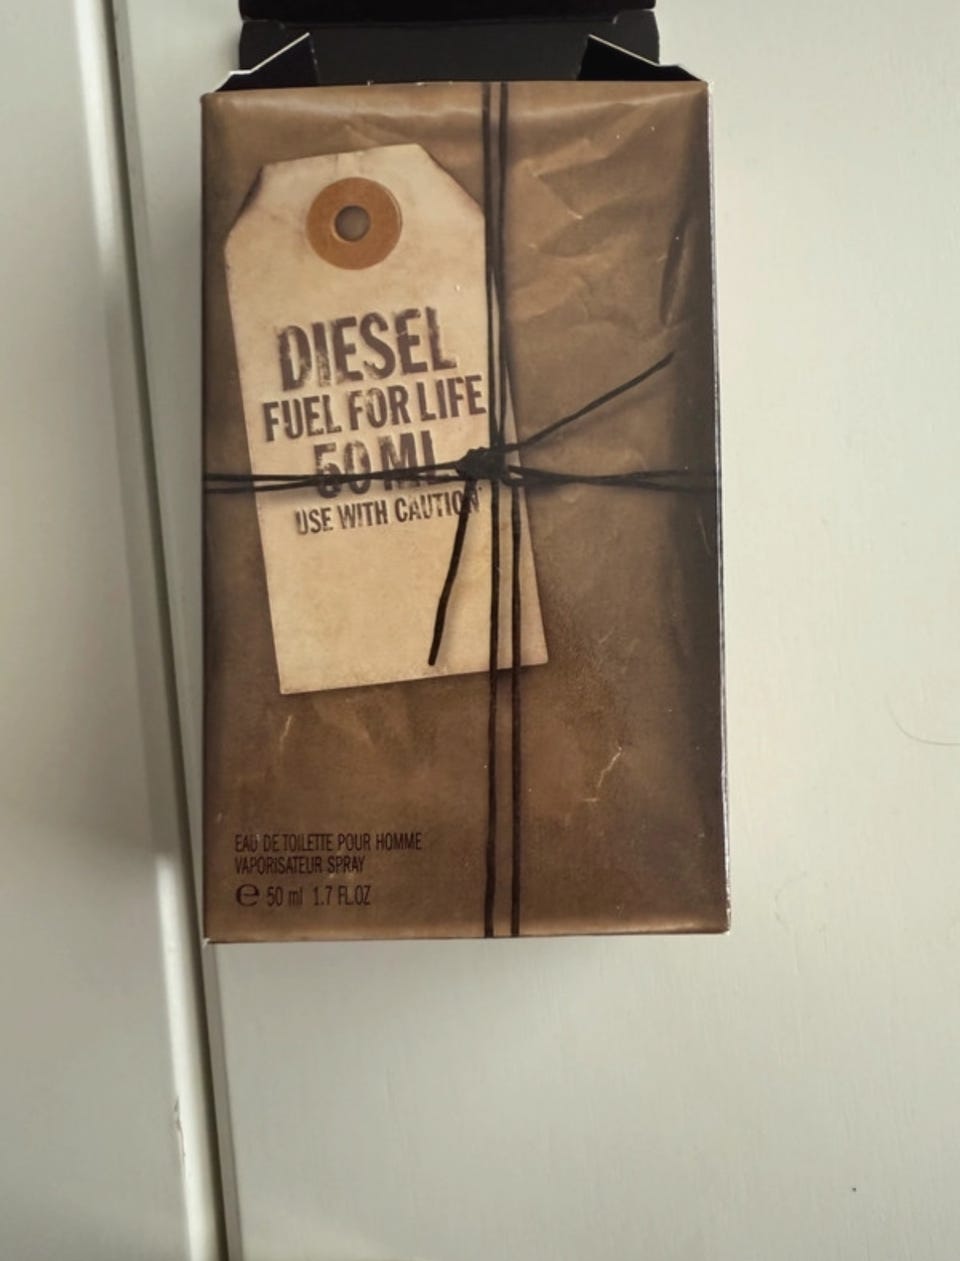 DIESEL
FUEL FOR LIFE
50 ML
USE WITH CAUTION
EAU DE TOILETTE POUR HOMME
VAPORISATEUR SPRAY
℮ 50 ml 1.7 FL.OZ